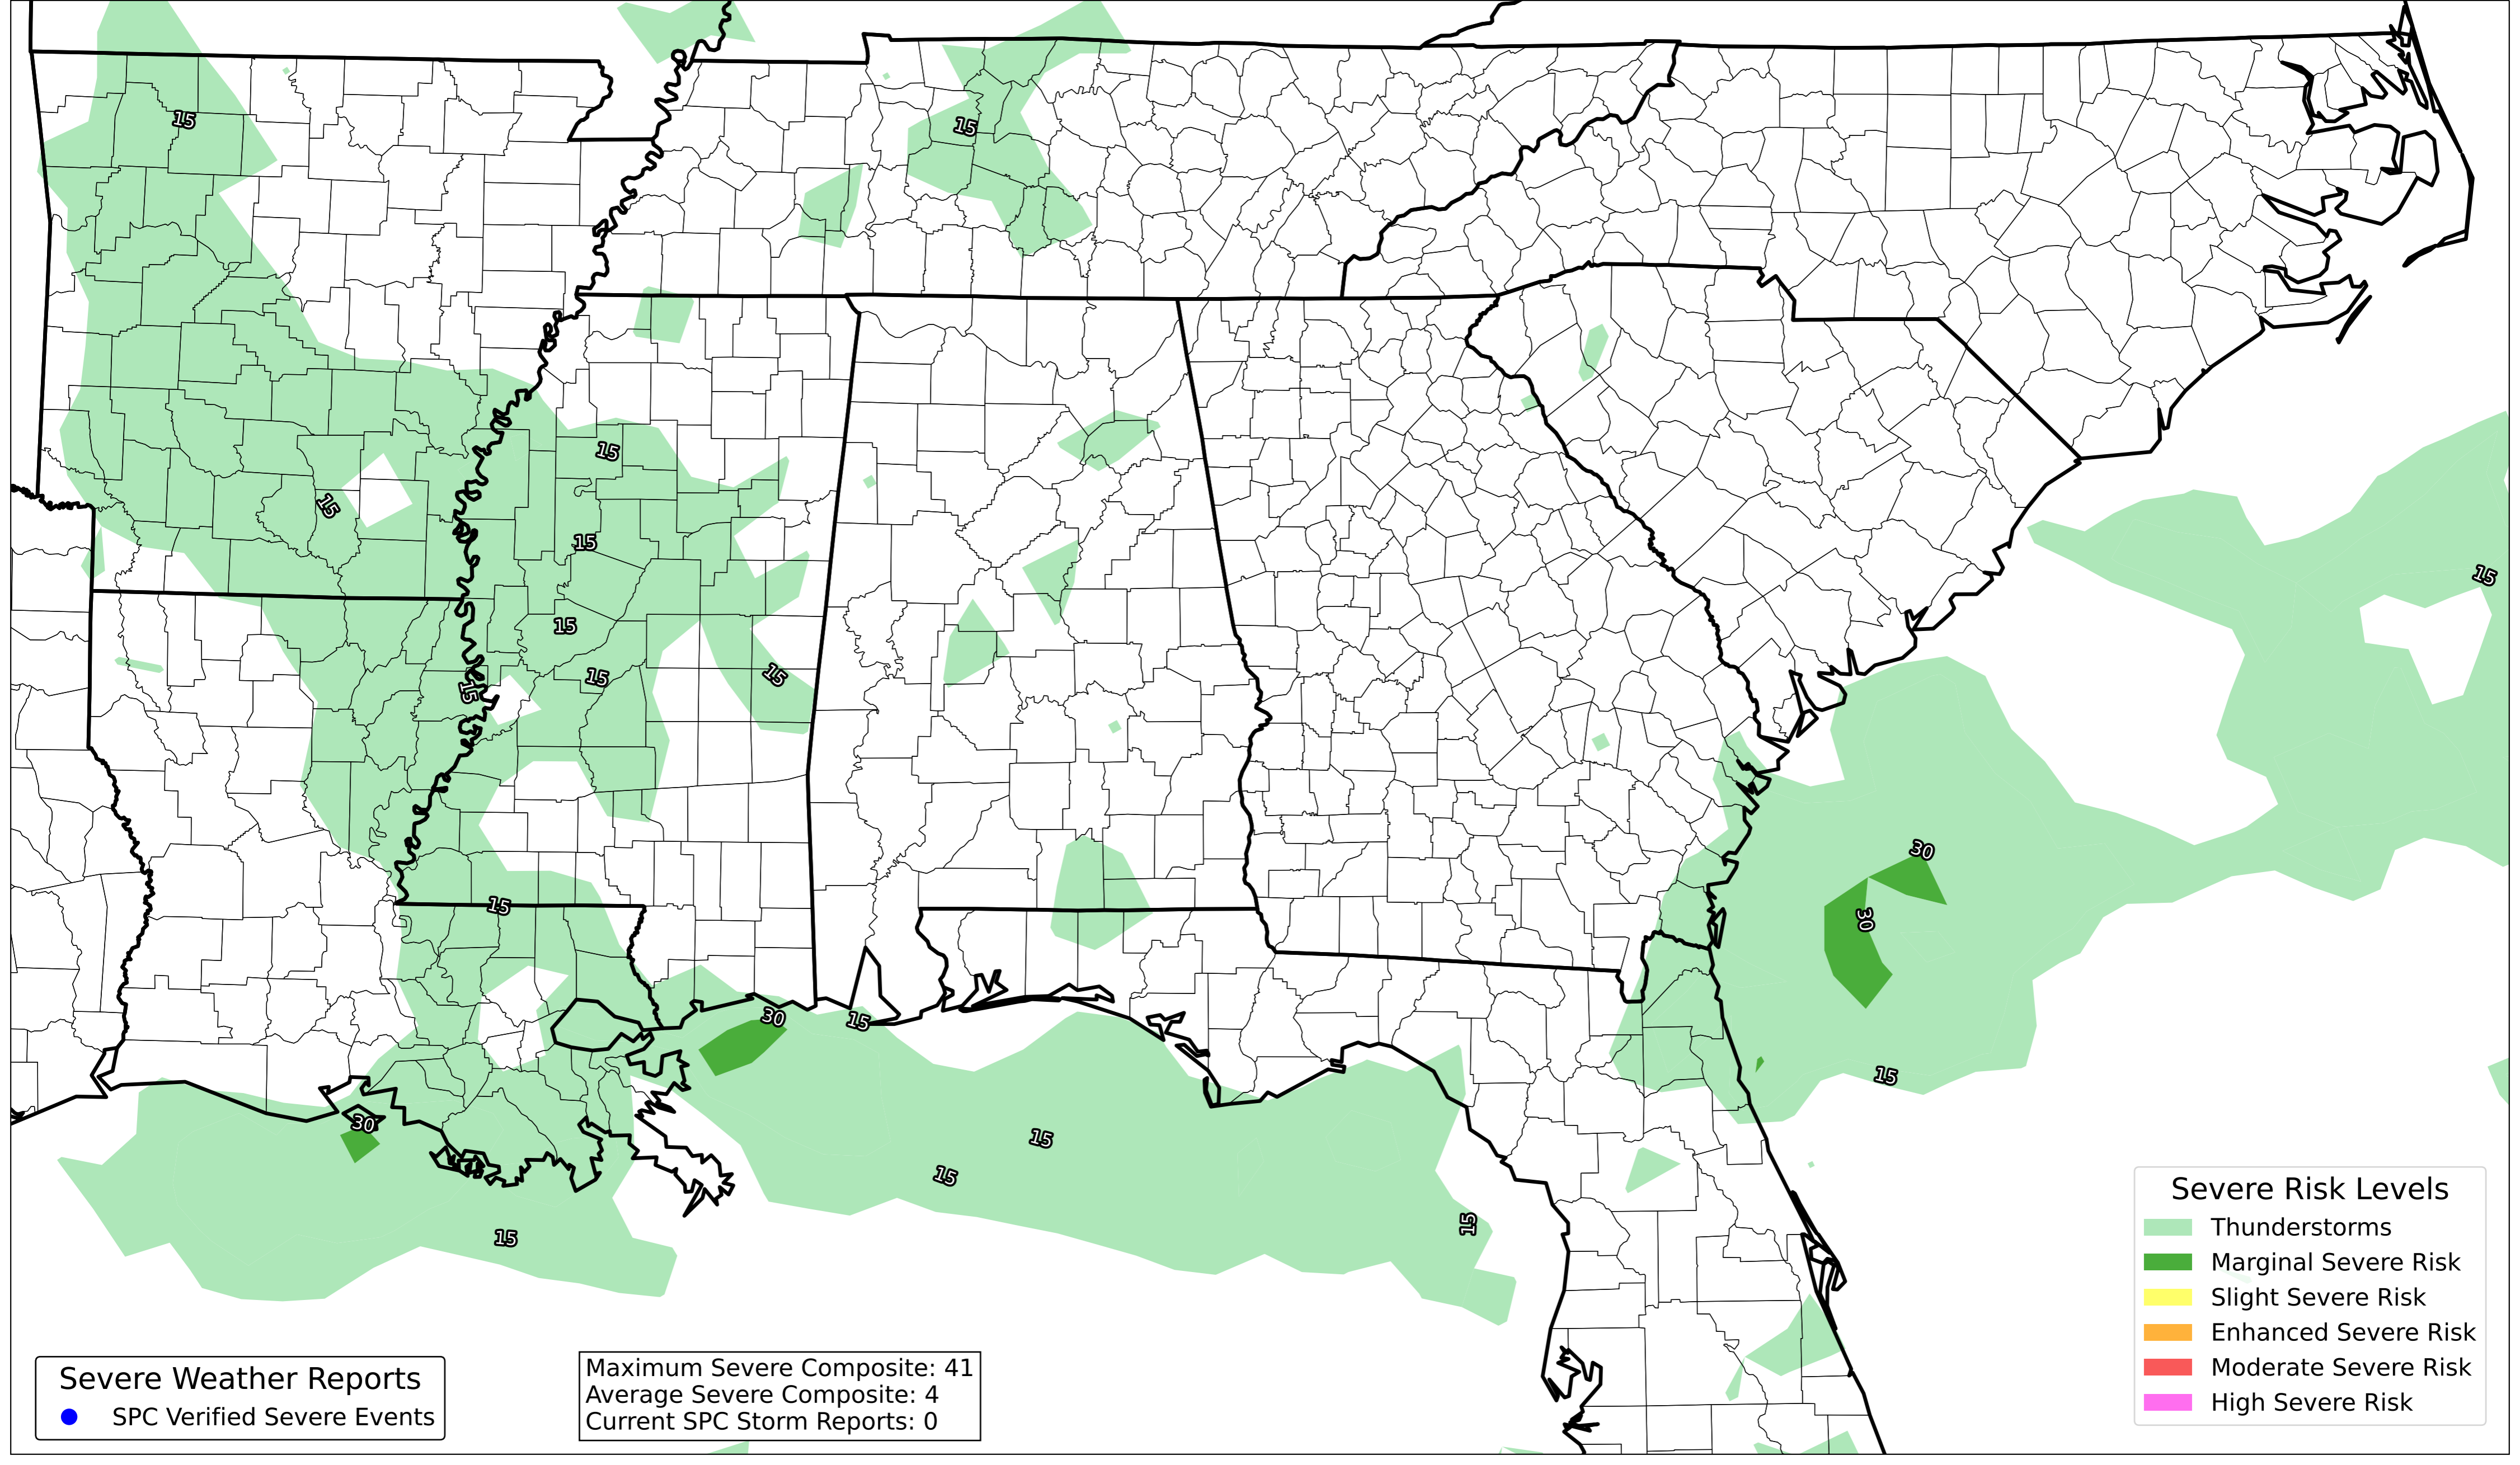 15
15
15
15
15
15
15
15
15
15
15
30
30
30
15
15
30
15
15
15
15
Severe Risk Levels
Thunderstorms
Marginal Severe Risk
Slight Severe Risk
Enhanced Severe Risk
Moderate Severe Risk
High Severe Risk
Severe Weather Reports
SPC Verified Severe Events
Maximum Severe Composite: 41
Average Severe Composite: 4
Current SPC Storm Reports: 0